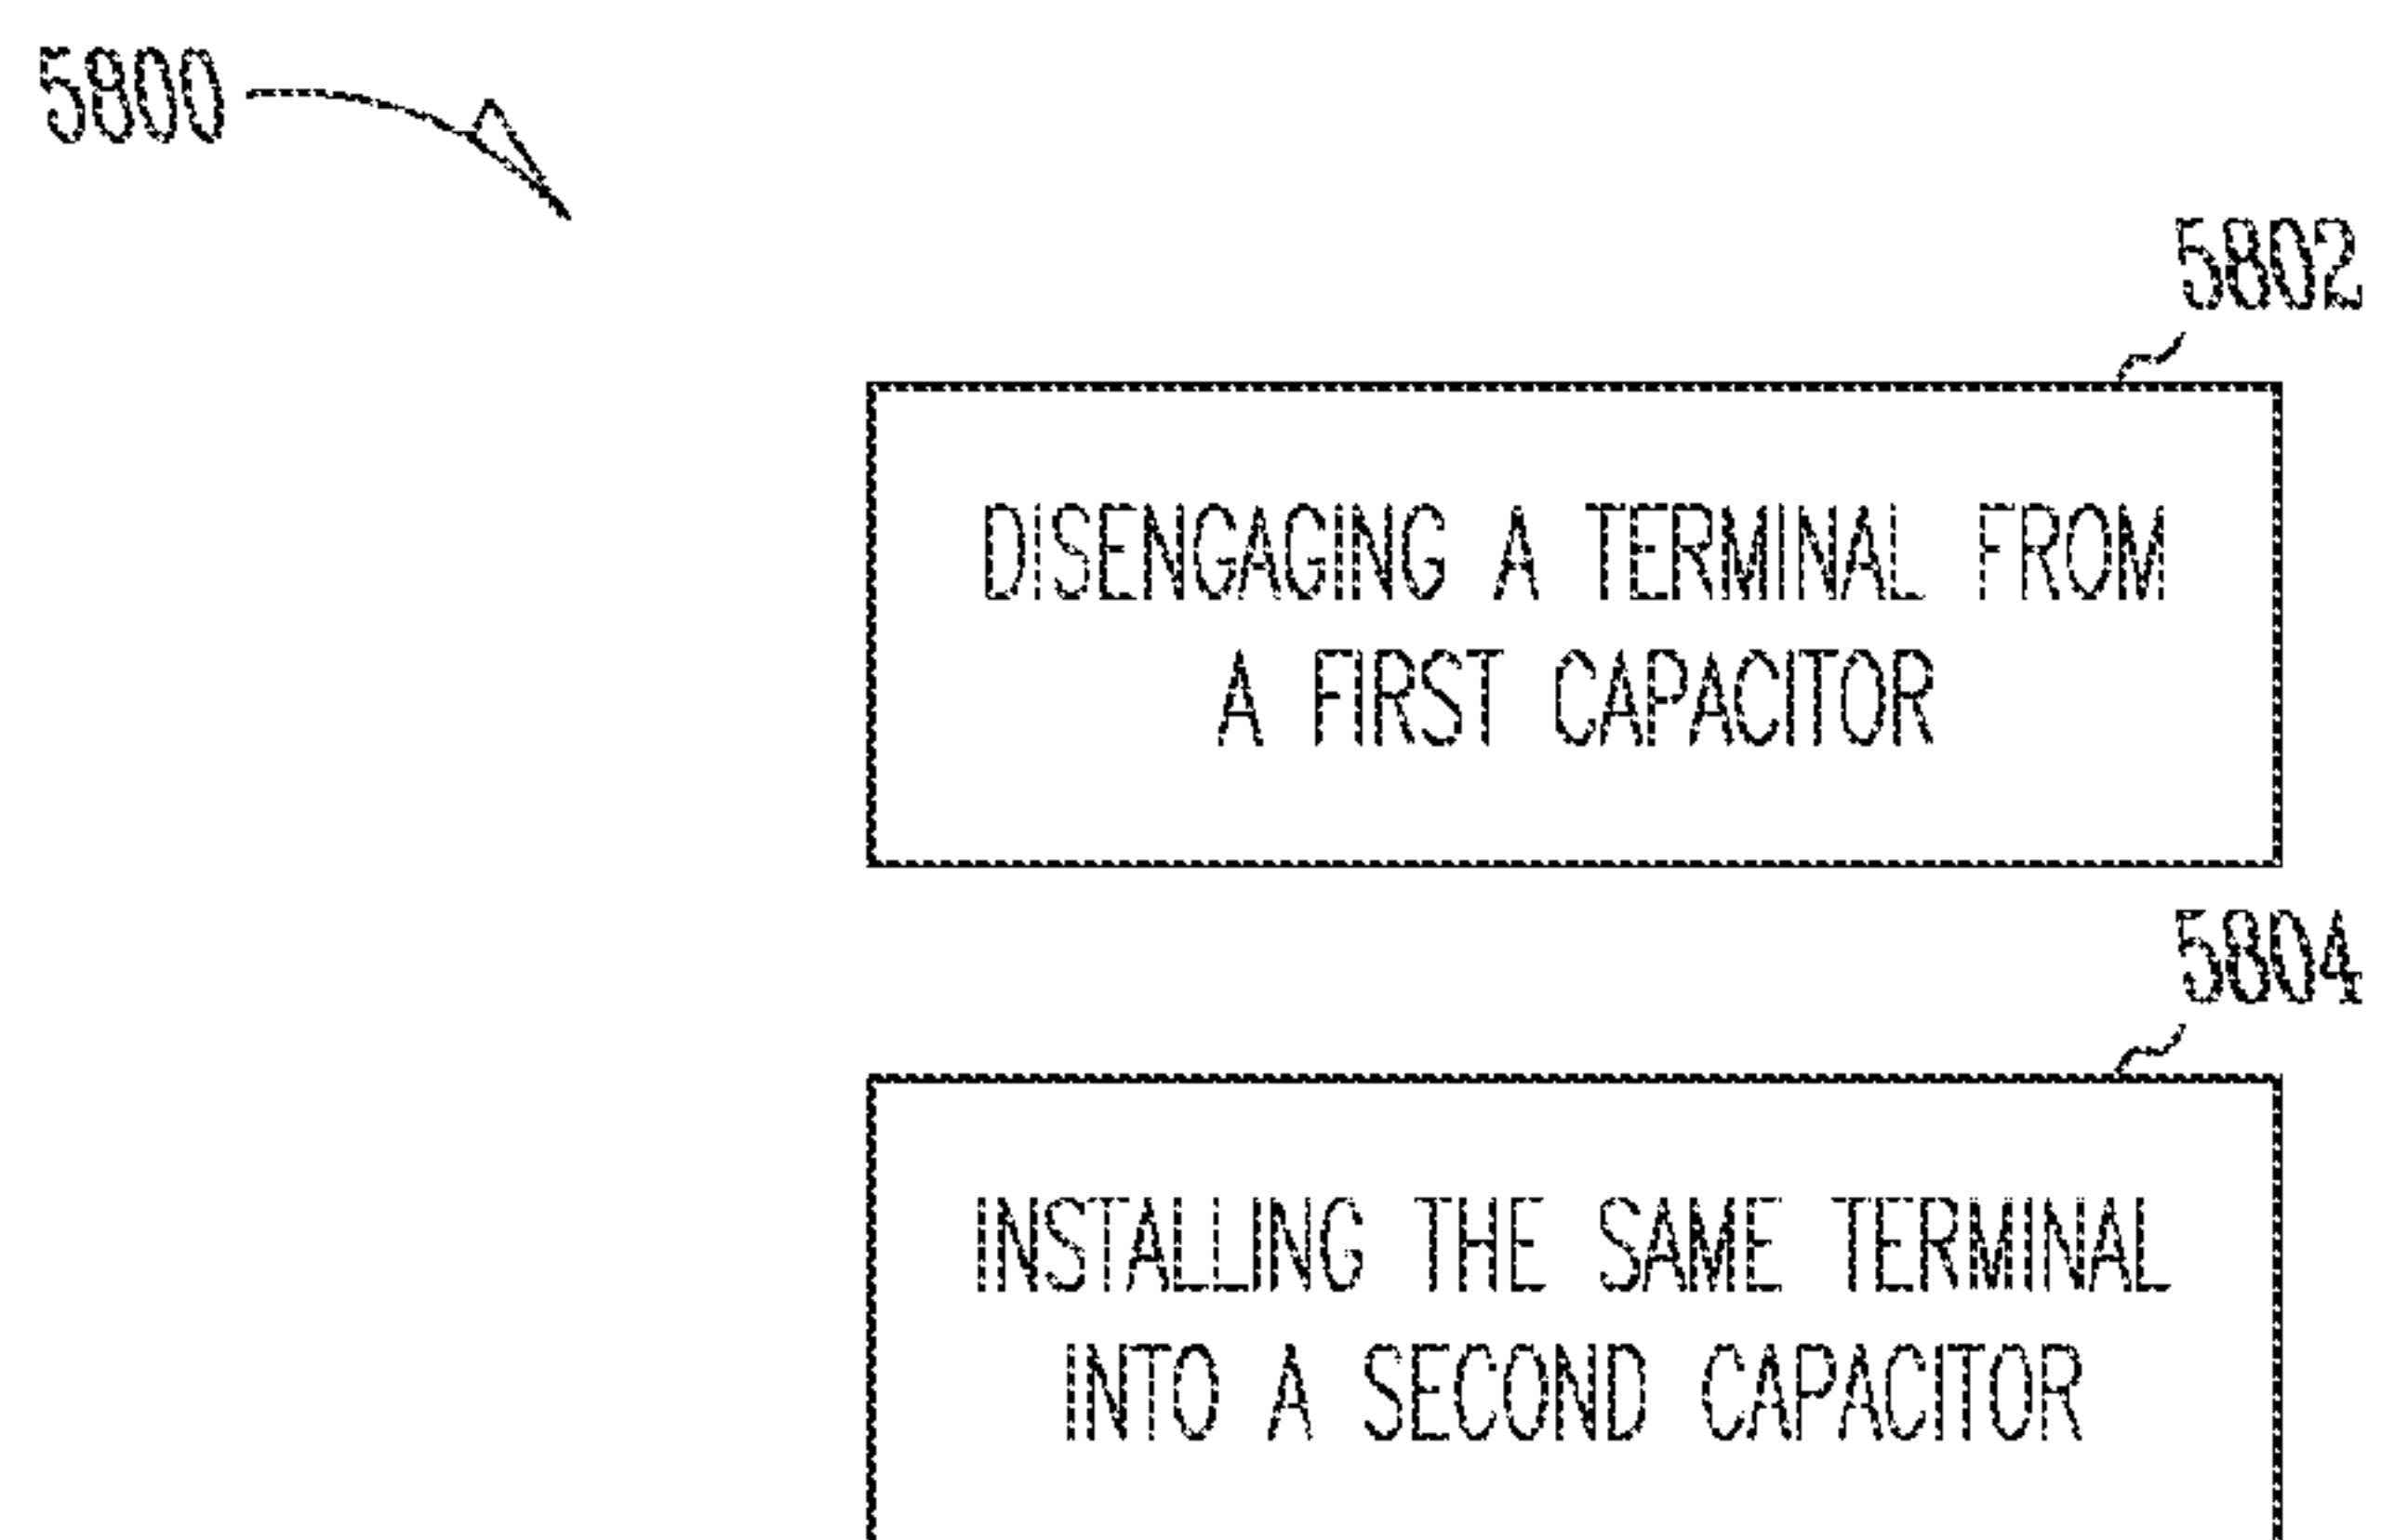 5800
5802
DISENGAGING A TERMINAL FROM
A FIRST CAPACITOR
5804
INSTALLING THE SAME TERMINAL
INTO A SECOND CAPACITOR